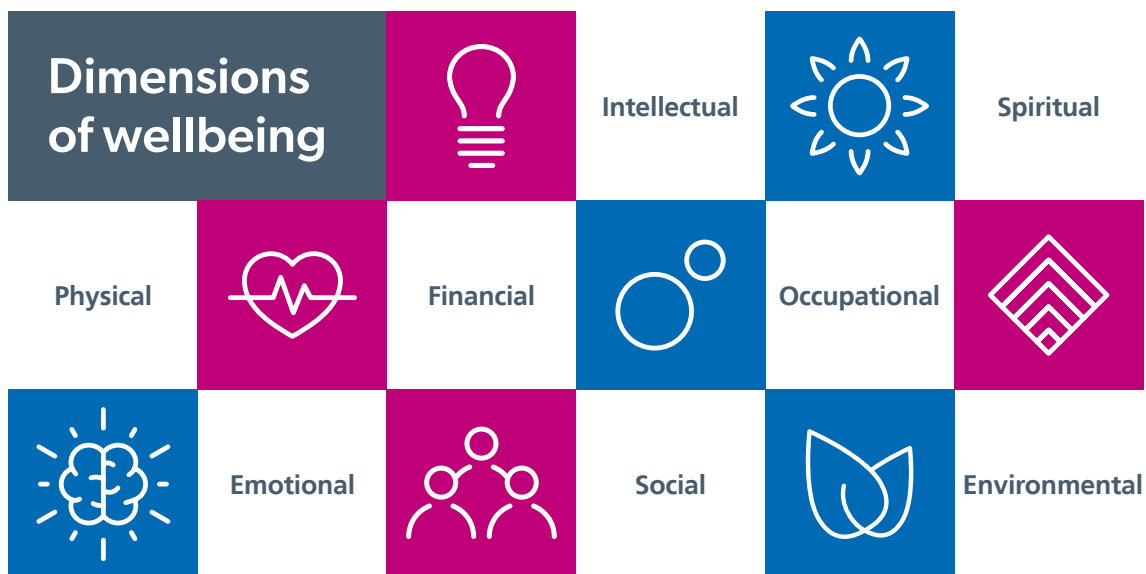 Dimensions
of wellbeing
Intellectual
Spiritual
Physical
Financial
Occupational
Emotional
Social
Environmental